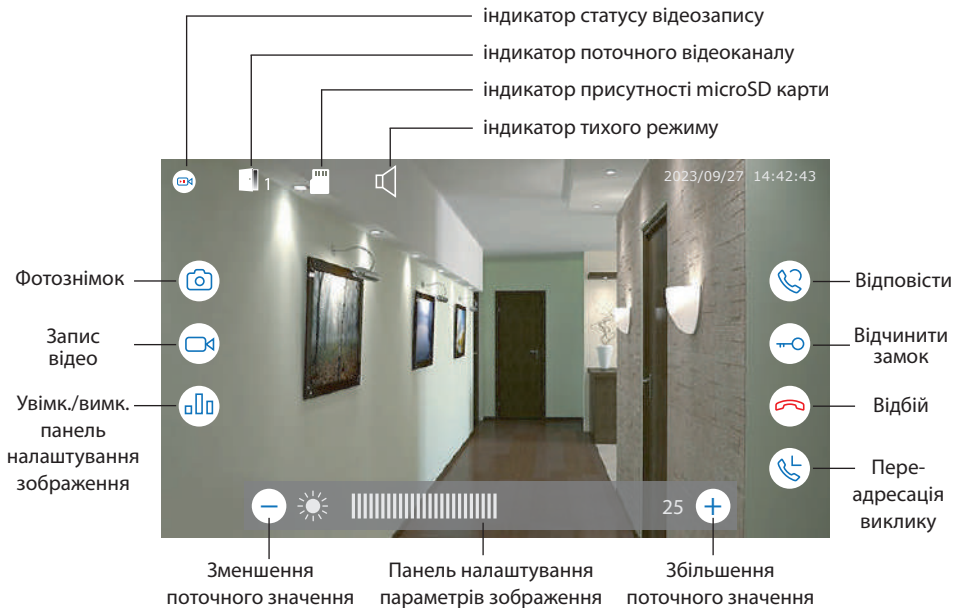 індикатор статусу відеозапису
індикатор поточного відеоканалу
індикатор присутності microSD карти
індикатор тихого режиму
1
2023/09/27 14:42:43
Фотознімок
Запис
відео
Увімк./вимк.
панель
налаштування
зображення
Відповісти
Відчинити
замок
Відбій
Пере-
адресація
виклику
25
Зменшення
поточного значення
Панель налаштування
параметрів зображення
Збільшення
поточного значення